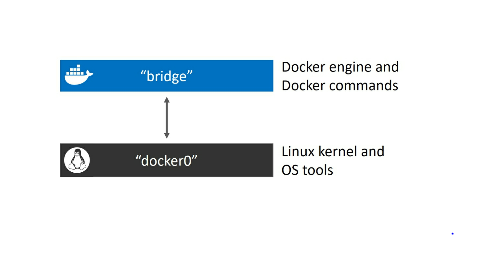 “bridge”
Docker engine and
Docker commands
“docker0”
Linux kernel and
OS tools